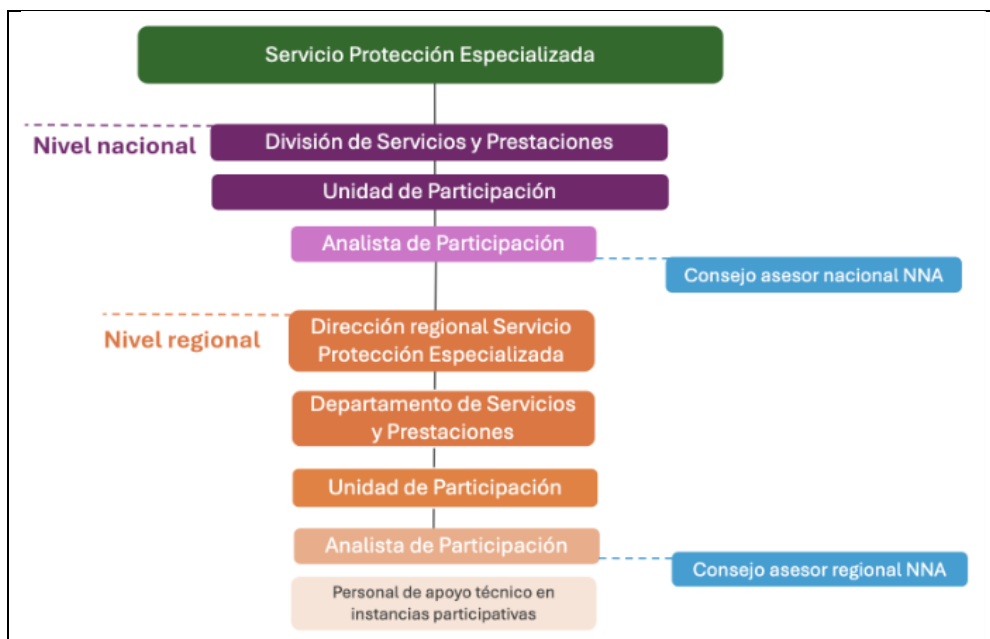 Servicio Protección Especializada
Nivel nacional
División de Servicios y Prestaciones
Unidad de Participación
Analista de Participación
Consejo asesor nacional NNA
Nivel regional
Dirección regional Servicio
Protección Especializada
Departamento de Servicios
y Prestaciones
Unidad de Participación
Analista de Participación
Consejo asesor regional NNA
Personal de apoyo técnico en
instancias participativas